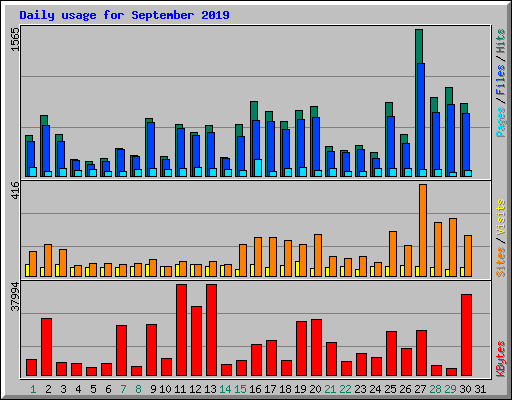 Daily usage for September 2019
1565
Pages / Files / Hits
416
Sites / Visits
37994
KBytes
1 2 3 4 5 6 7 8 9 10 11 12 13 14 15 16 17 18 19 20 21 22 23 24 25 26 27 28 29 30 31